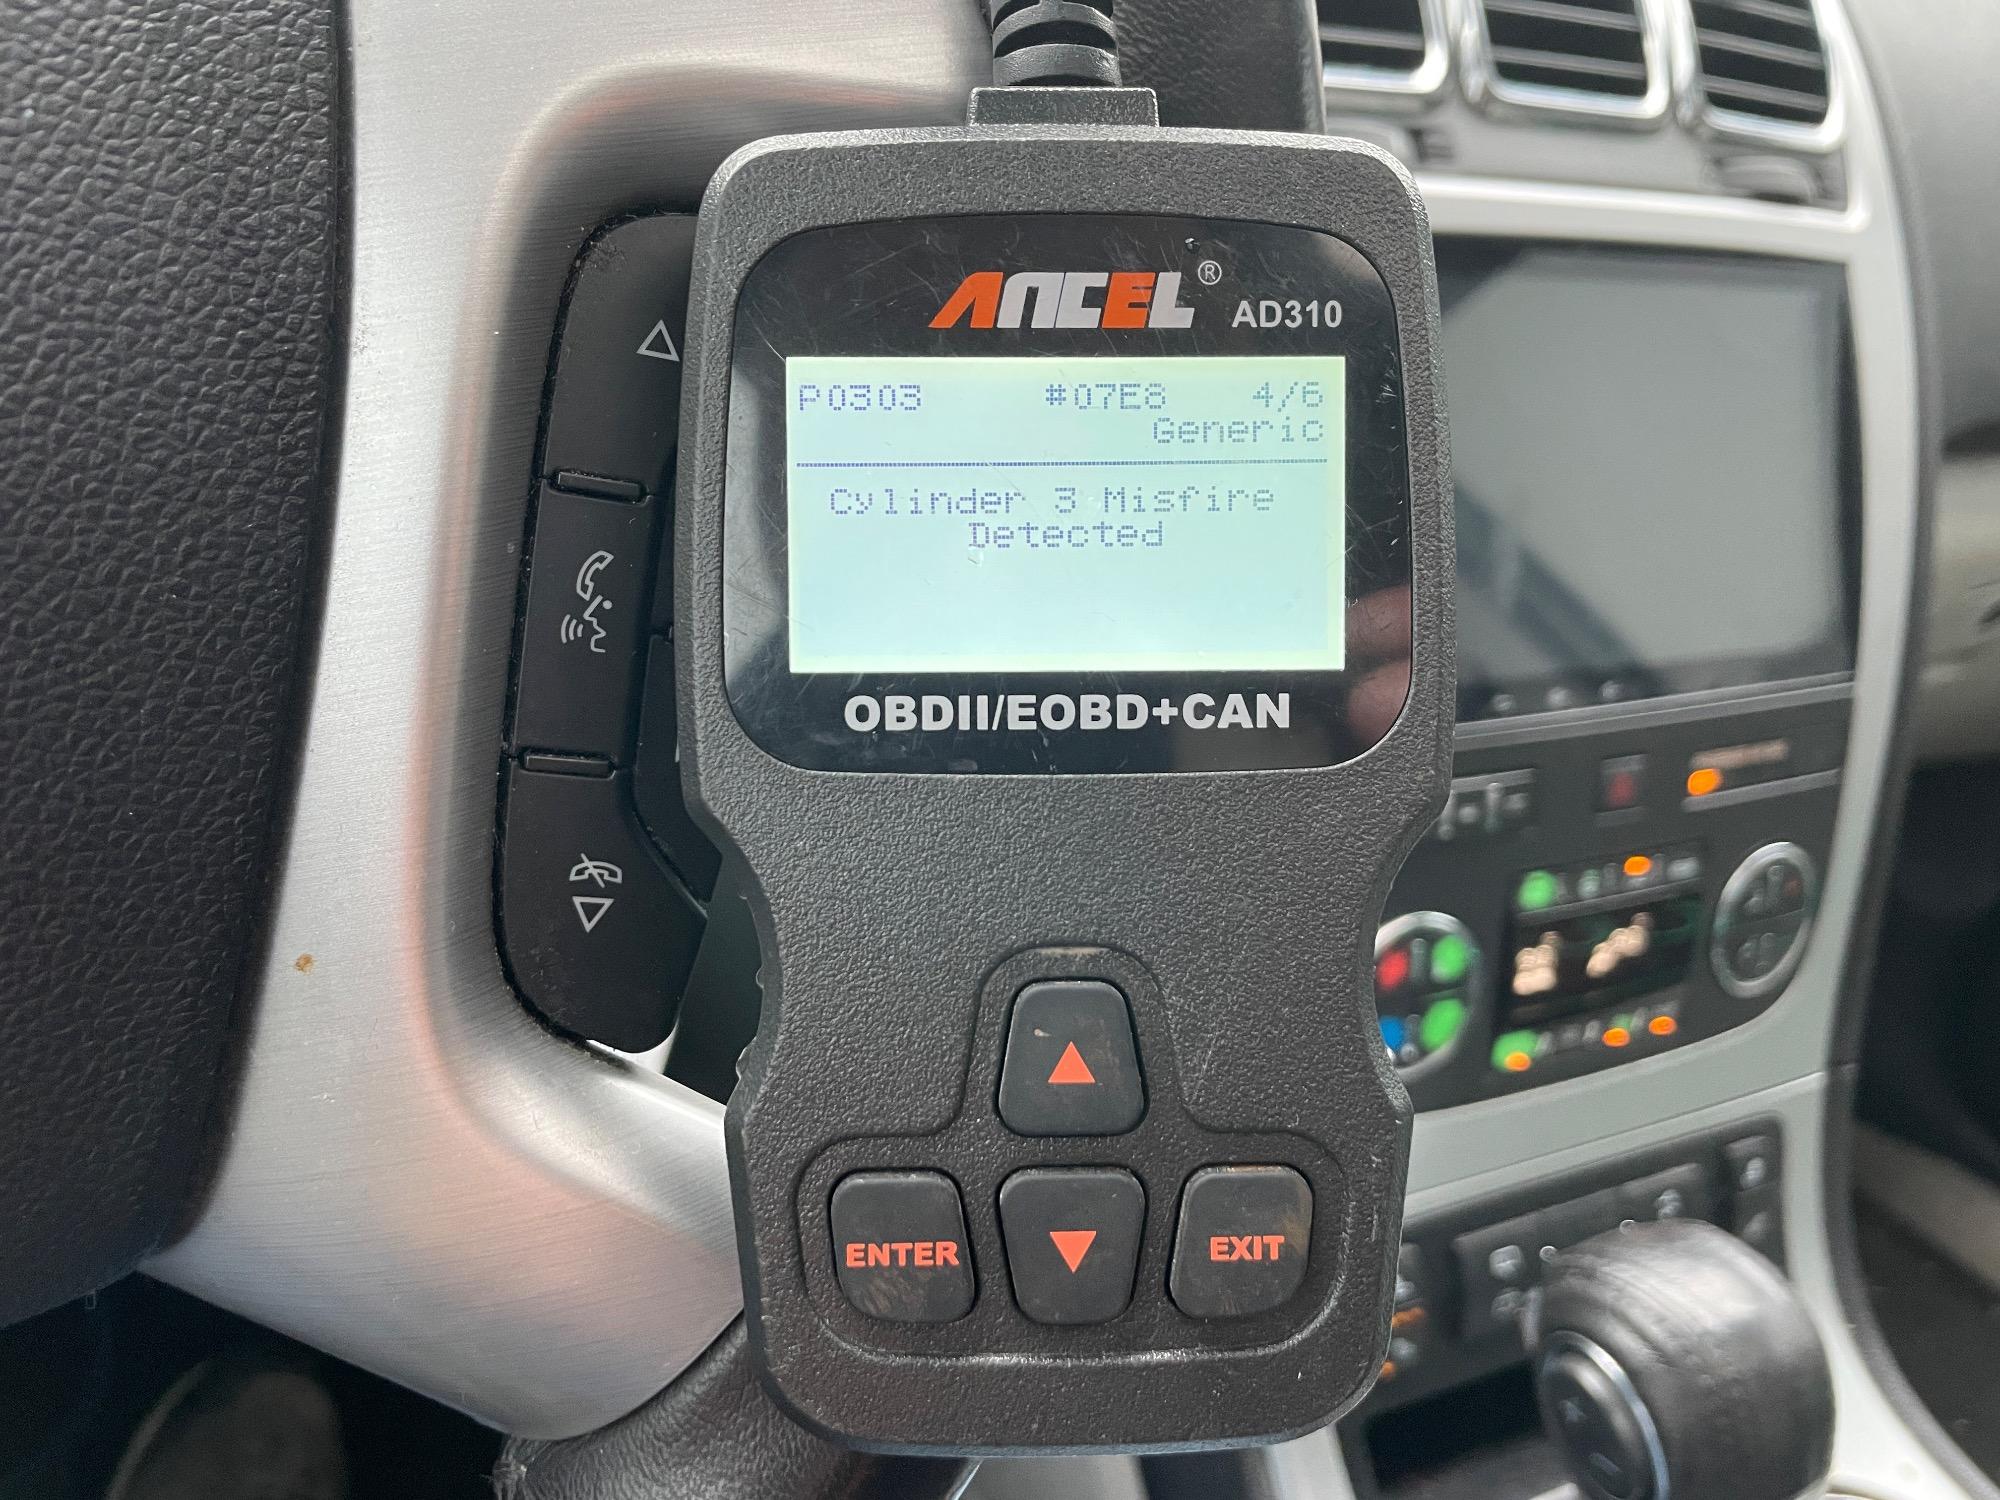 ANCEL® AD310
P0303 #07E8 4/6
Generic
Cylinder 3 Misfire
Detected
OBDII/EOBD+CAN
ENTER
EXIT